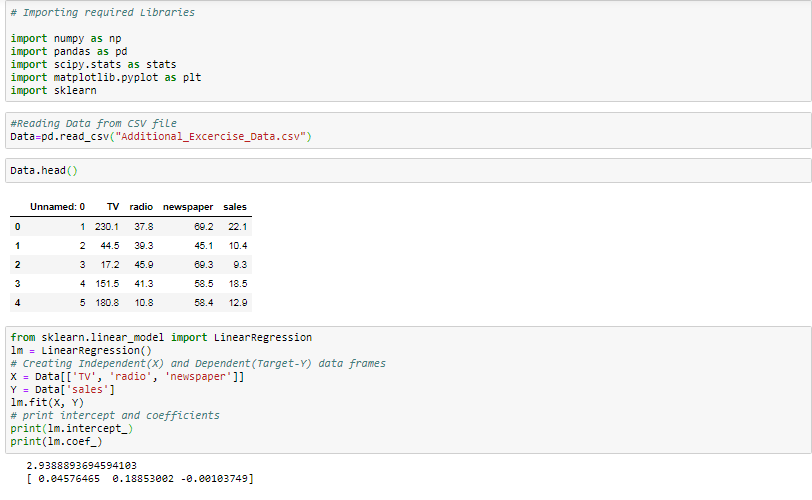 # Importing required Libraries
import numpy as np
import pandas as pd
import scipy.stats as stats
import matplotlib.pyplot as plt
import sklearn
#Reading Data from CSV file
Data=pd.read_csv("Additional_Excercise_Data.csv")
Data.head()
Unnamed: 0 TV radio newspaper sales
0 1 230.1 37.8 69.2 22.1
1 2 44.5 39.3 45.1 10.4
2 3 17.2 45.9 69.3 9.3
3 4 151.5 41.3 58.5 18.5
4 5 180.8 10.8 58.4 12.9
from sklearn.linear_model import LinearRegression
lm = LinearRegression()
# Creating Independent(X) and Dependent(Target-Y) data frames
X = Data[['TV', 'radio', 'newspaper']]
Y = Data['sales']
lm.fit(X, Y)
# print intercept and coefficients
print(lm.intercept_)
print(lm.coef_)
2.9388893694594103
[ 0.04576465  0.18853002 -0.00103749]